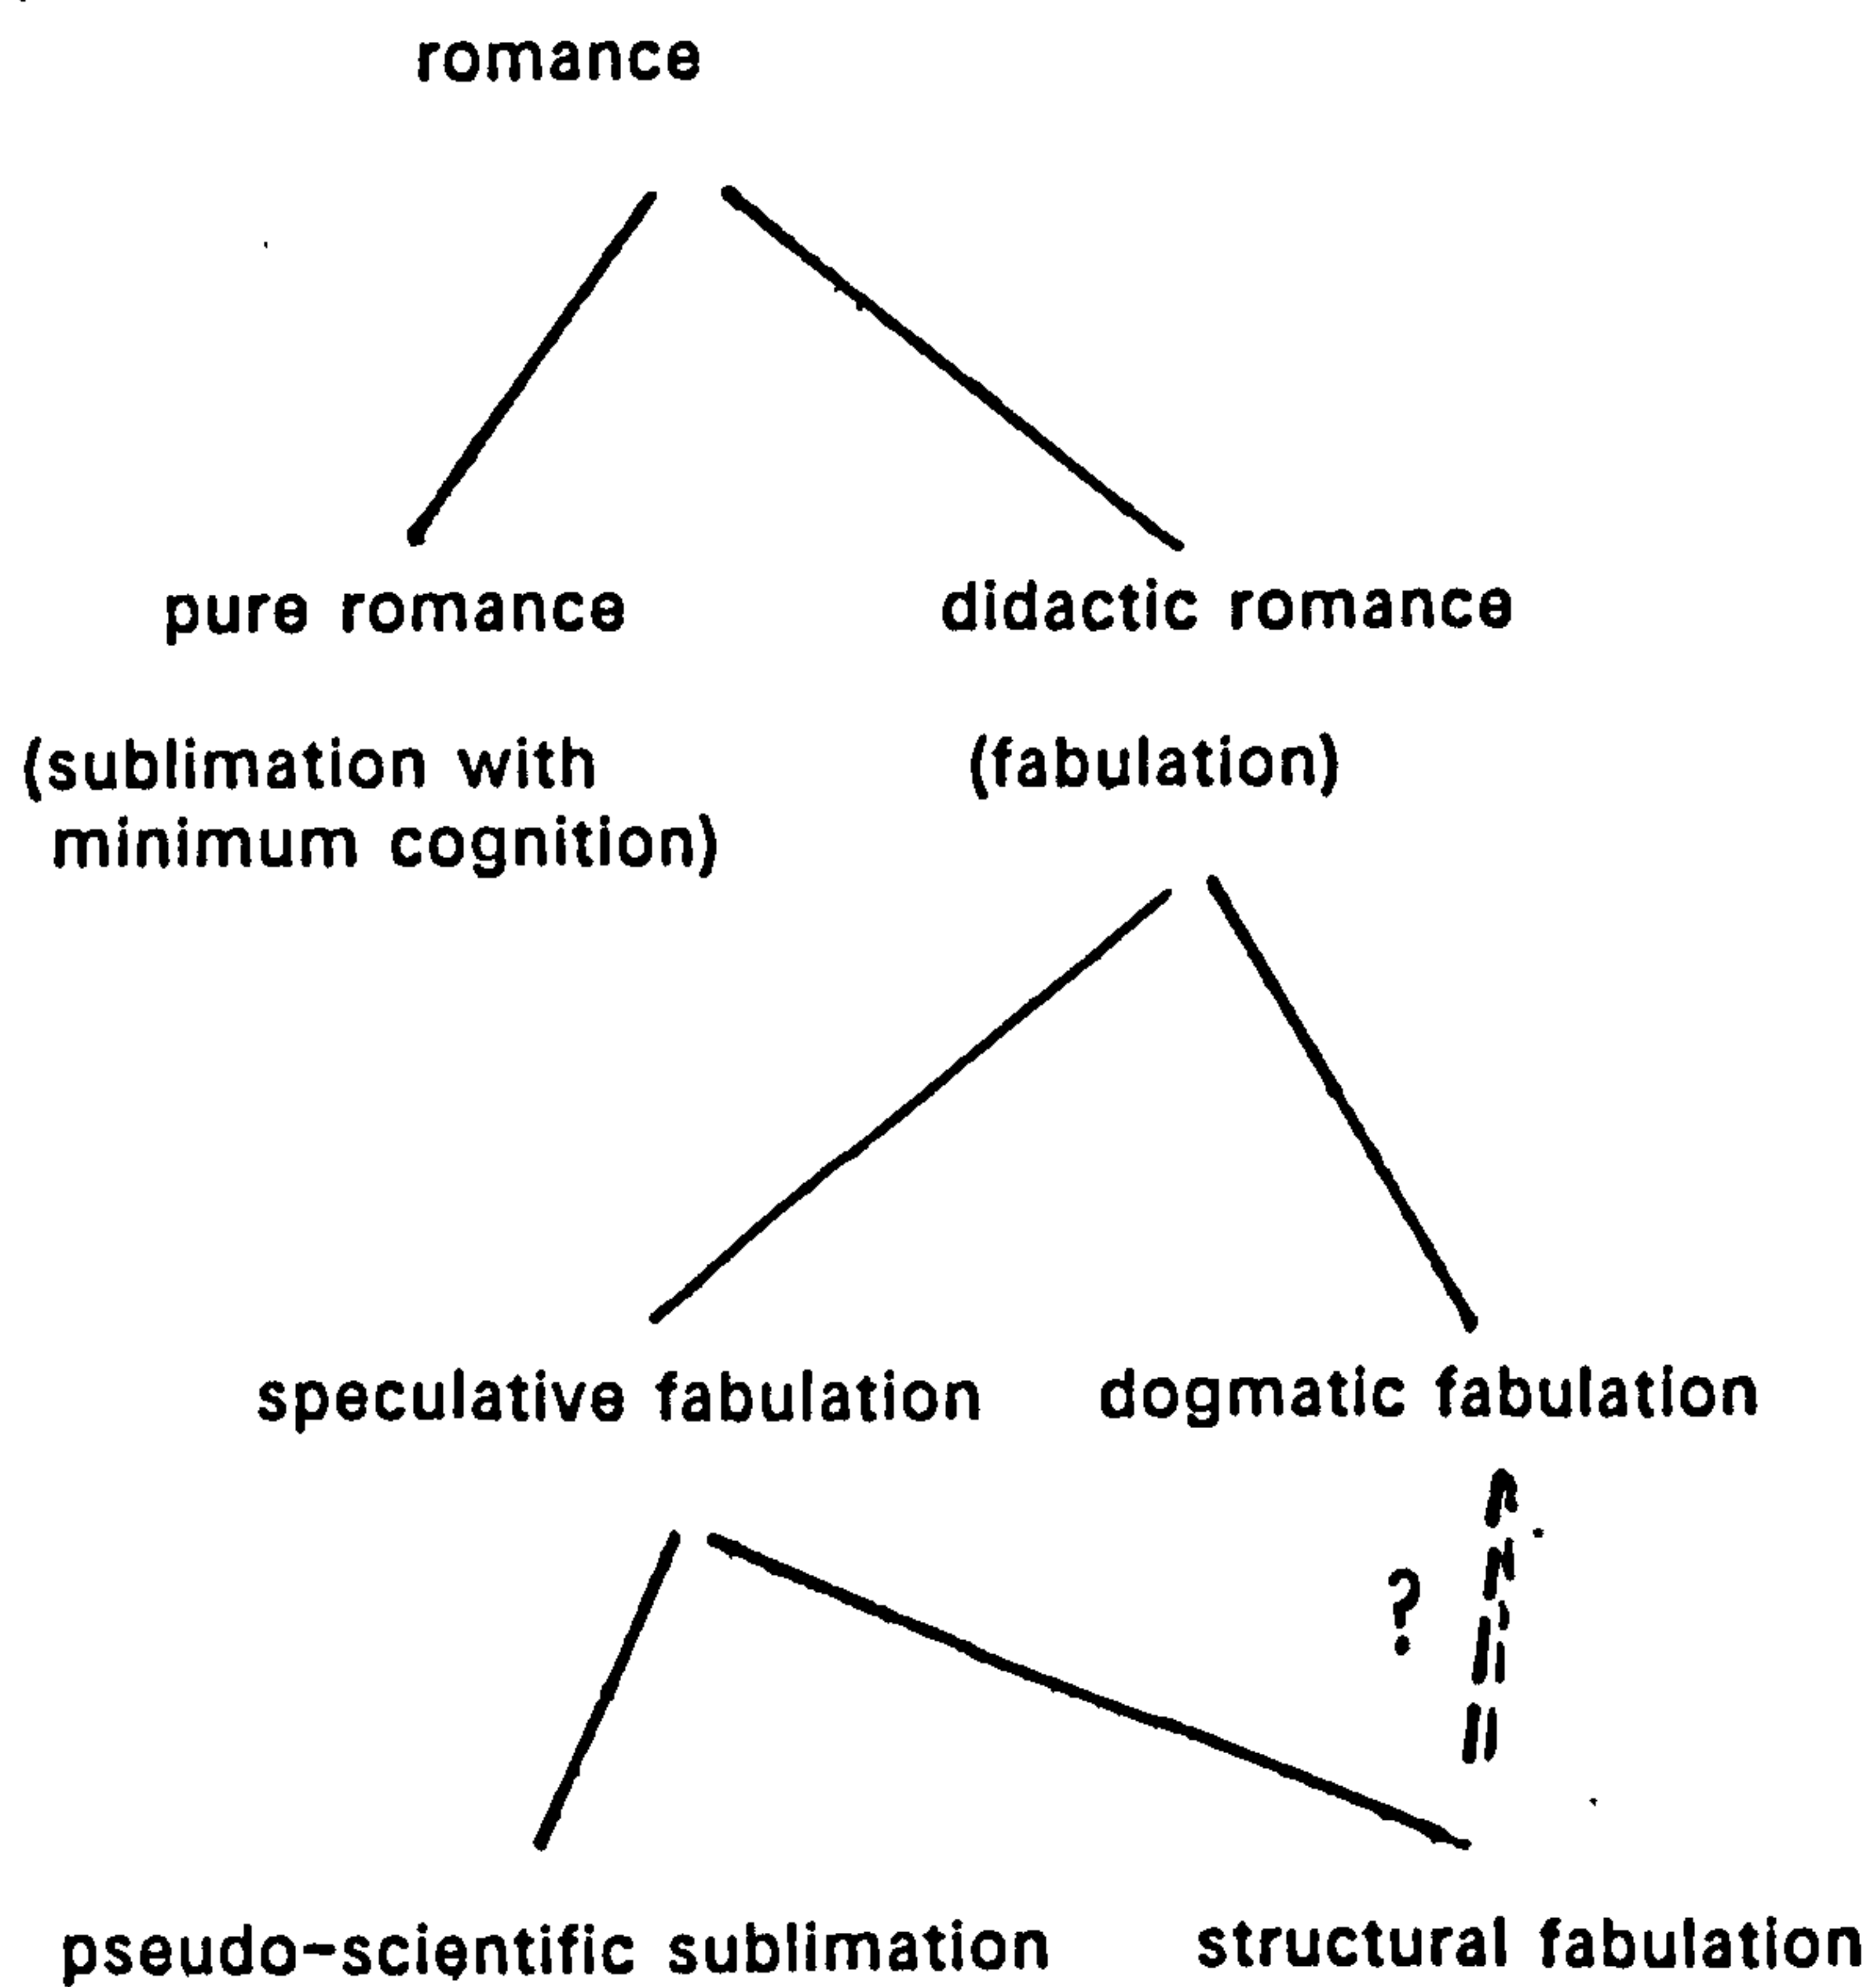 romance
pure romance
didactic romance
(sublimation with
minimum cognition)
(fabulation)
speculative fabulation
dogmatic fabulation
?
pseudo-scientific sublimation
structural fabulation